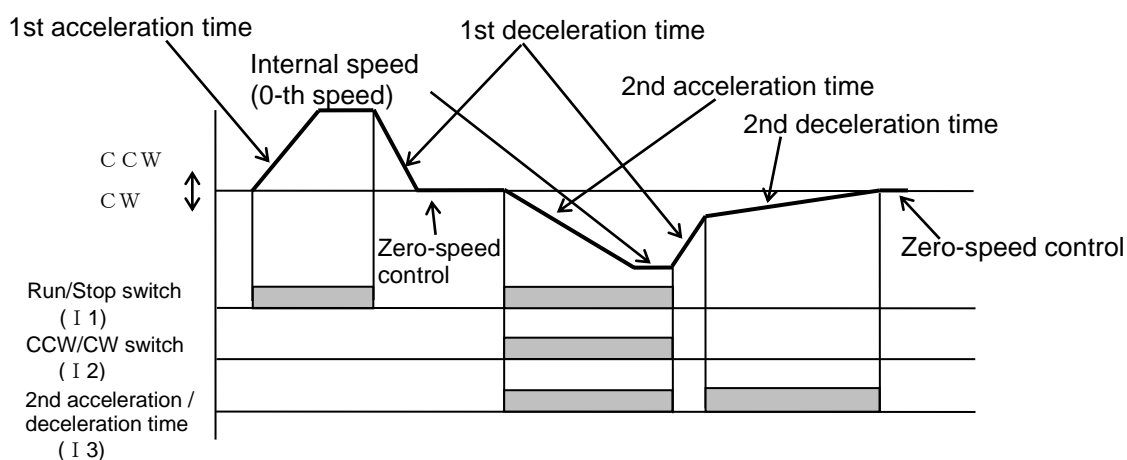 1st acceleration time
1st deceleration time
Internal speed
(0-th speed)
2nd acceleration time
2nd deceleration time
ＣＣＷ
ＣＷ
Zero-speed
control
Zero-speed control
Run/Stop switch
(Ｉ1)
CCW/CW switch
(Ｉ2)
2nd acceleration /
deceleration time
(Ｉ3)